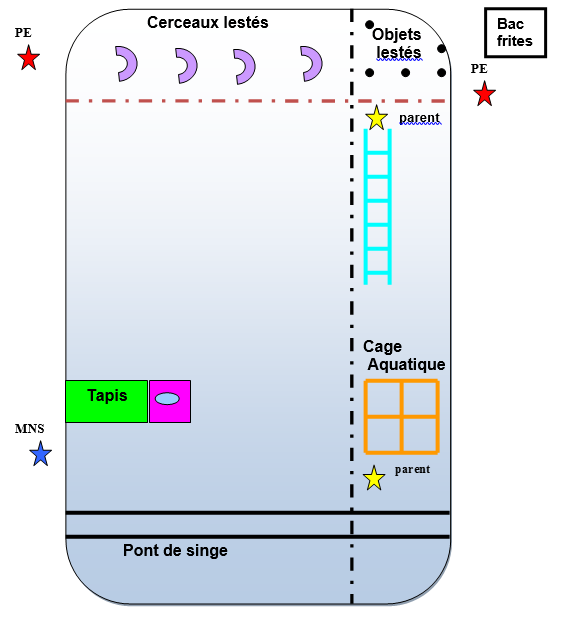 PE
Cerceaux lestés
Objets
lestés
Bac
frites
PE
parent
Cage
Aquatique
Tapis
MNS
parent
Pont de singe